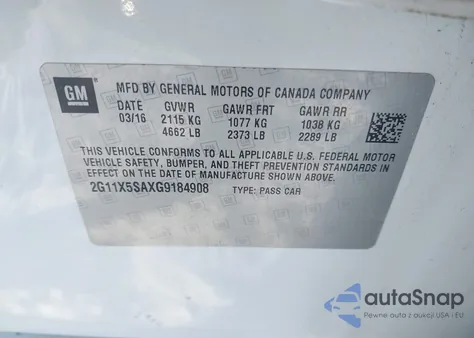 GM
MFD BY GENERAL MOTORS OF CANADA COMPANY
DATE GVWR GAWR FRT GAWR RR
03/16 2115 KG 1077 KG 1038 KG
4662 LB 2373 LB 2289 LB
THIS VEHICLE CONFORMS TO ALL APPLICABLE U.S. FEDERAL MOTOR
VEHICLE SAFETY, BUMPER, AND THEFT PREVENTION STANDARDS IN
EFFECT ON THE DATE OF MANUFACTURE SHOWN ABOVE.
2G11X5SAXG9184908 TYPE: PASS CAR
autoSnap
Pewne auta z aukcji USA i EU